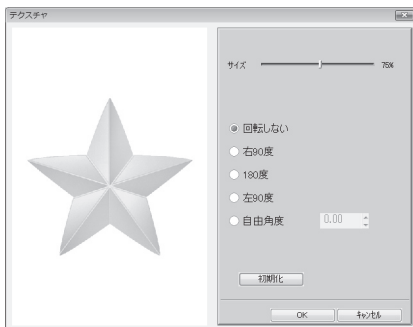 テクスチャ
サイズ 75%
回転しない
右90度
180度
左90度
自由角度 0.00
初期化
OK キャンセル